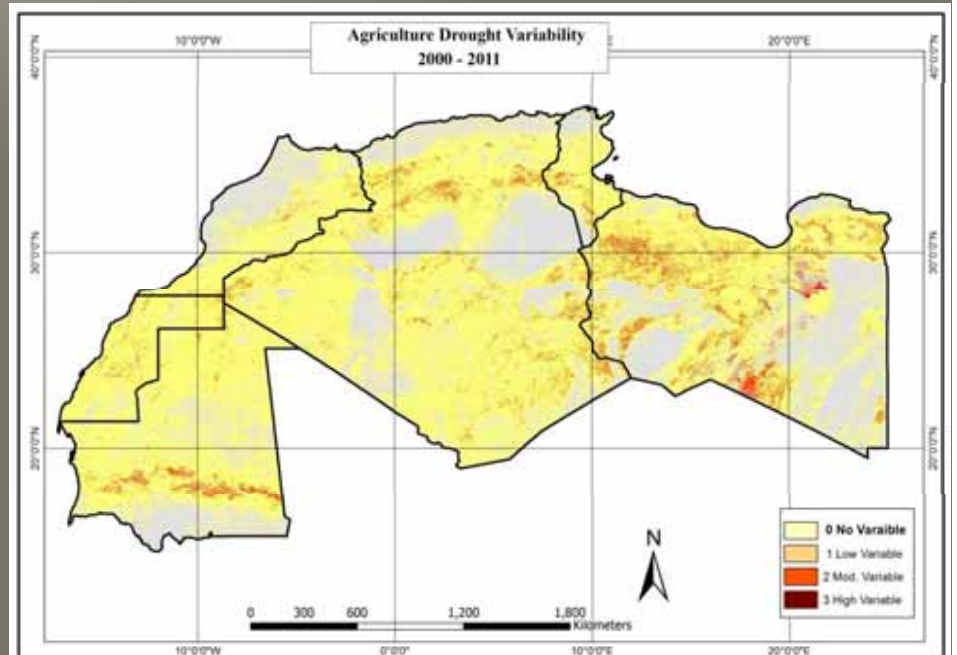 Agriculture Drought Variability
2000 - 2011
10°0'0"W
20°0'0"E
40°0'0"N
40°0'0"N
30°0'0"N
30°0'0"N
20°0'0"N
20°0'0"N
0 No Varaible
1 Low Variable
2 Mod. Variable
3 High Variable
N
0 300 600 1,200 1,800
Kilometers
10°0'0"W
0°0'0"
10°0'0"E
20°0'0"E